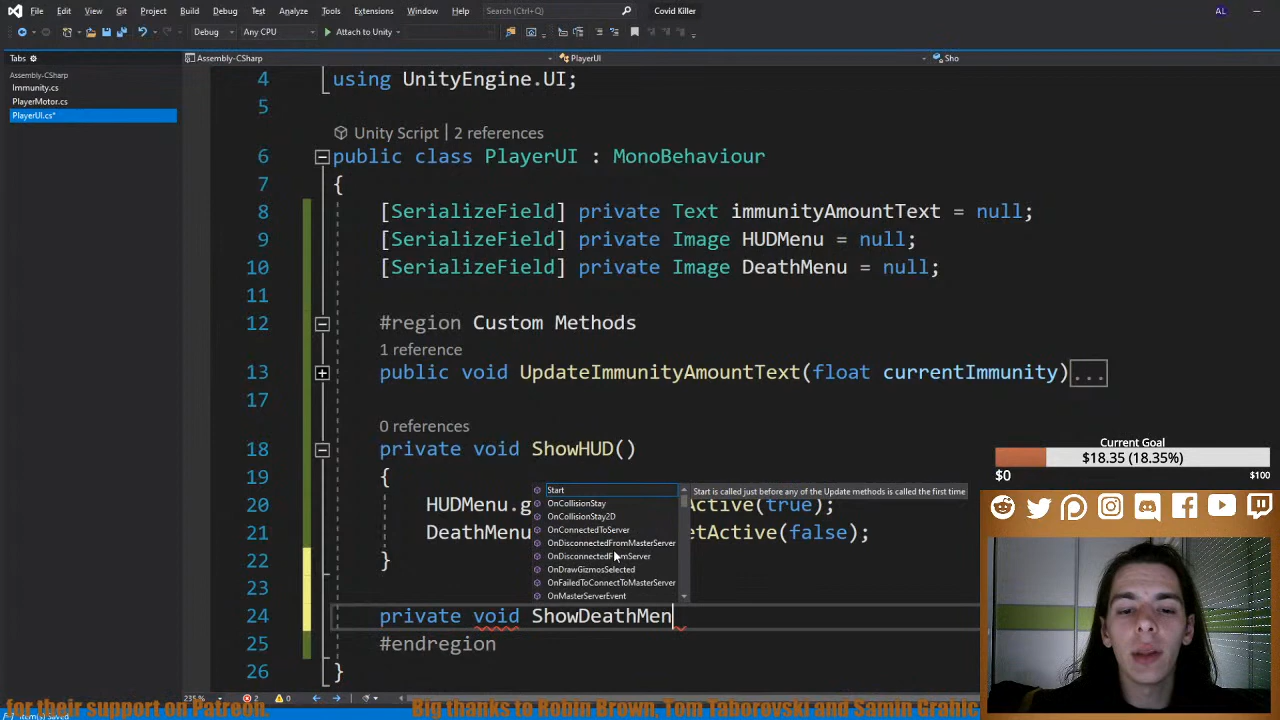 File Edit View Git Project Build Debug Test Analyze Tools Extensions Window Help Search (Ctrl+Q) Covid Killer AL
Debug Any CPU Attach to Unity
Tabs
Assembly-CSharp PlayerUI Sho
Assembly-CSharp
Immunity.cs
PlayerMotor.cs
PlayerUI.cs*
4 using UnityEngine.UI;
5
Unity Script | 2 references
6 public class PlayerUI : MonoBehaviour
7 {
8 [SerializeField] private Text immunityAmountText = null;
9 [SerializeField] private Image HUDMenu = null;
10 [SerializeField] private Image DeathMenu = null;
11
12 #region Custom Methods
1 reference
13 public void UpdateImmunityAmountText(float currentImmunity)...
17
0 references
18 private void ShowHUD()
19 {
20 HUDMenu.g Active(true);
21 DeathMenu etActive(false);
22 }
23
24 private void ShowDeathMen
25 #endregion
26 }
Start
OnCollisionStay
OnCollisionStay2D
OnConnectedToServer
OnDisconnectedFromMasterServer
OnDisconnectedFromServer
OnDrawGizmosSelected
OnFailedToConnectToMasterServer
OnMasterServerEvent
Start is called just before any of the Update methods is called the first time
Current Goal
$18.35 (18.35%)
$0 $100
235 % 2 0
Item(s) Saved
for their support on Patreon. Big thanks to Robin Brown, Tom Taborovski and Samin Grahic